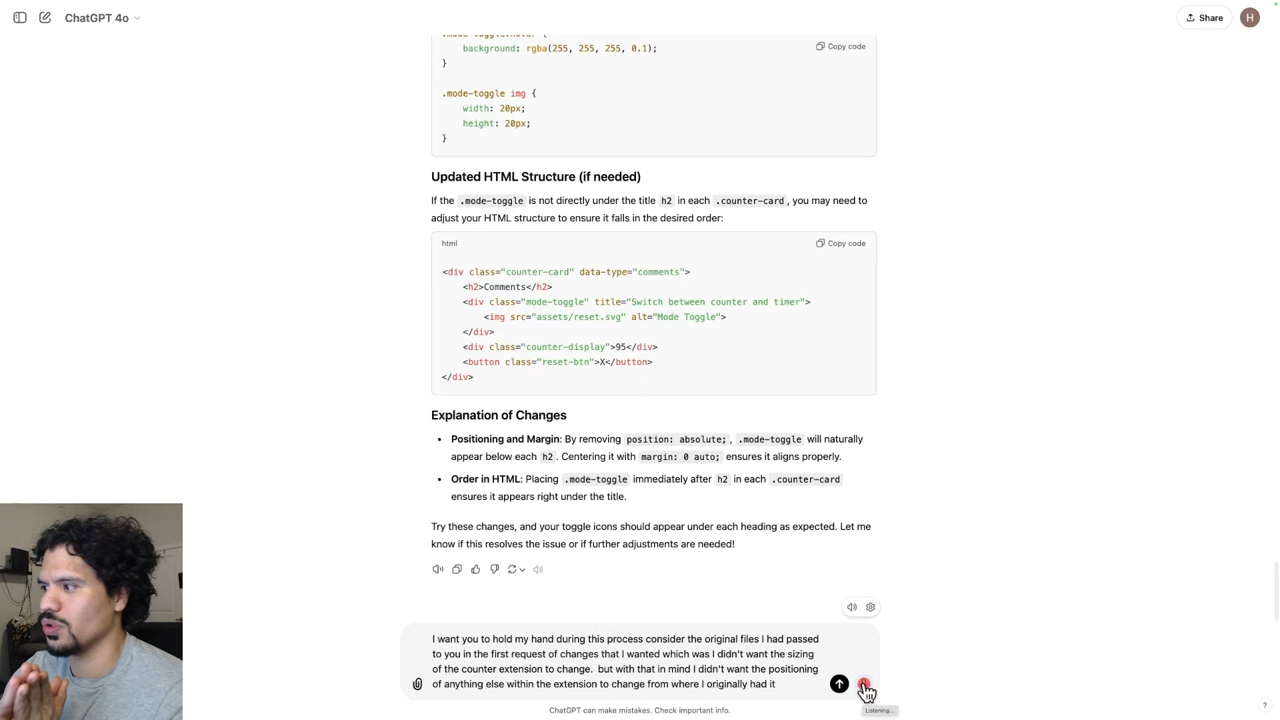 ChatGPT 4o
Share
H
background: rgba(255, 255, 255, 0.1);
Copy code
}
.mode-toggle img {
width: 20px;
height: 20px;
}
Updated HTML Structure (if needed)
If the .mode-toggle is not directly under the title h2 in each .counter-card, you may need to
adjust your HTML structure to ensure it falls in the desired order:
html
Copy code
<div class="counter-card" data-type="comments">
<h2>Comments</h2>
<div class="mode-toggle" title="Switch between counter and timer">
<img src="assets/reset.svg" alt="Mode Toggle">
</div>
<div class="counter-display">95</div>
<button class="reset-btn">X</button>
</div>
Explanation of Changes
• Positioning and Margin: By removing position: absolute;, .mode-toggle will naturally
appear below each h2. Centering it with margin: 0 auto; ensures it aligns properly.
• Order in HTML: Placing .mode-toggle immediately after h2 in each .counter-card
ensures it appears right under the title.
Try these changes, and your toggle icons should appear under each heading as expected. Let me
know if this resolves the issue or if further adjustments are needed!
I want you to hold my hand during this process consider the original files I had passed
to you in the first request of changes that I wanted which was I didn't want the sizing
of the counter extension to change. but with that in mind I didn't want the positioning
of anything else within the extension to change from where I originally had it
Listening...
ChatGPT can make mistakes. Check important info.
?